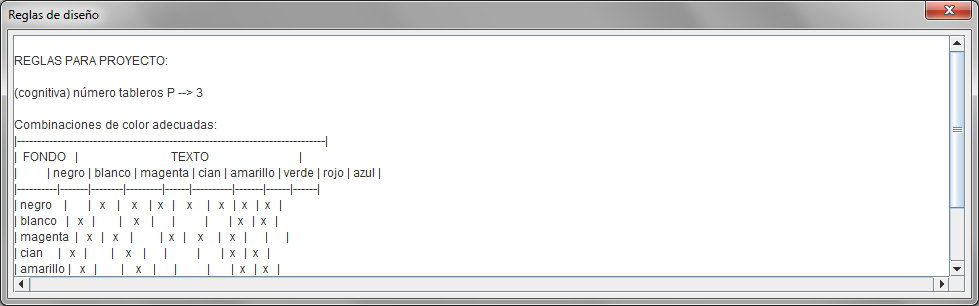 Reglas de diseño
REGLAS PARA PROYECTO:
(cognitiva) número tableros P --> 3
Combinaciones de color adecuadas:
|--------------------------------------------------------------------------|
| FONDO | TEXTO |
| | negro | blanco | magenta | cian | amarillo | verde | rojo | azul |
|----------|-------|--------|---------|------|----------|-------|------|------|
| negro | | x | x | x | x | x | x | x |
| blanco | x | | x | | | | x | x |
| magenta | x | x | | x | x | x | | |
| cian | x | | x | | | | x | x |
| amarillo | x | | x | | | | x | x |